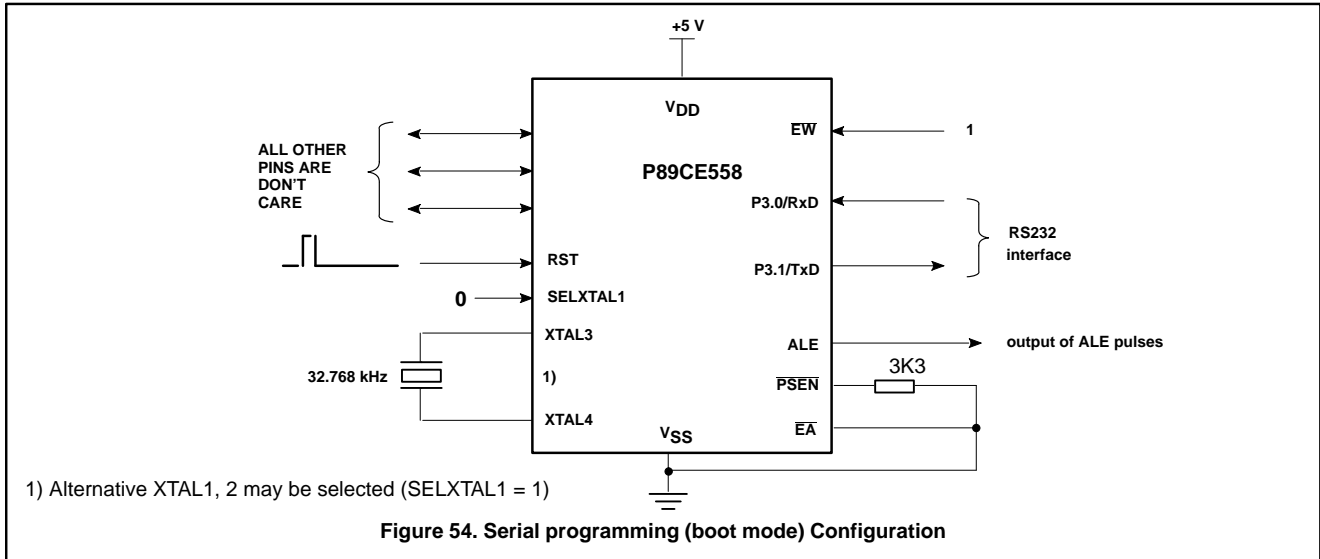 +5 V
VDD
EW
1
ALL OTHER
PINS ARE
DON'T
CARE
P89CE558
P3.0/RxD
RS232
interface
P3.1/TxD
RST
0
SELXTAL1
XTAL3
ALE
output of ALE pulses
3K3
32.768 kHz
1)
PSEN
XTAL4
VSS
EA
1) Alternative XTAL1, 2 may be selected (SELXTAL1 = 1)
Figure 54. Serial programming (boot mode) Configuration